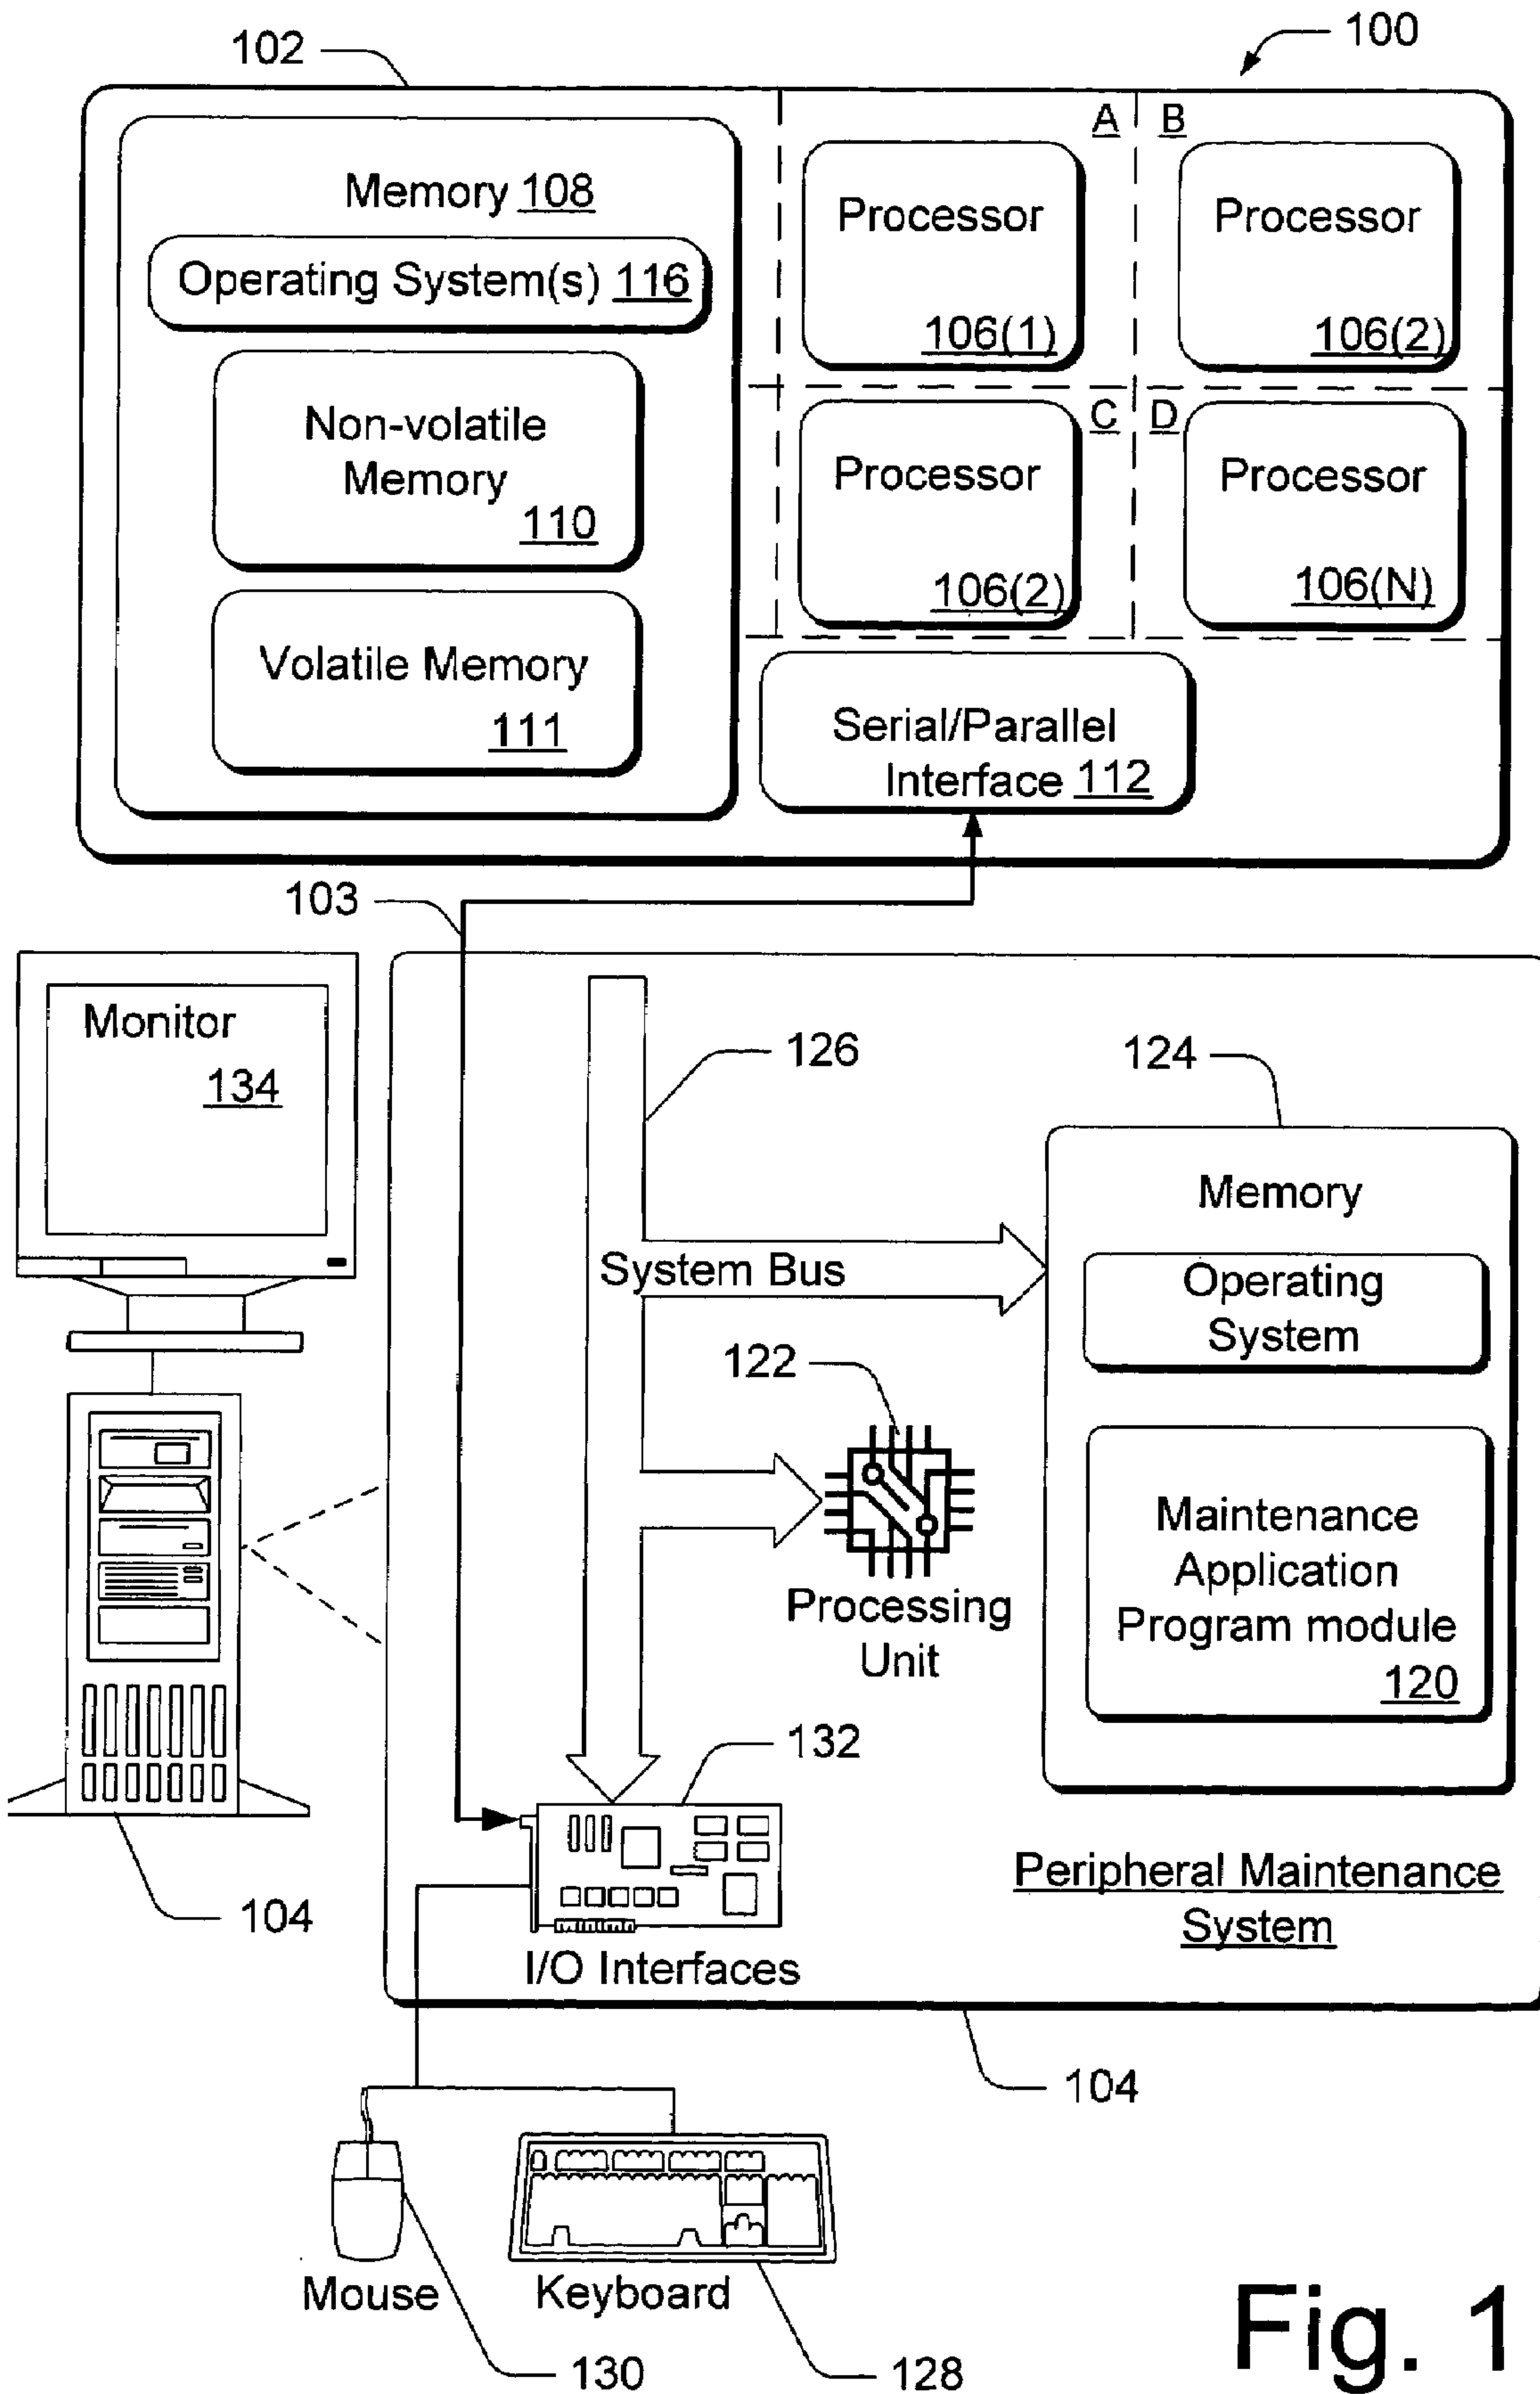 100
102
A
B
Memory 108
Operating System(s) 116
Non-volatile
Memory
110
Volatile Memory
111
Processor
106(1)
Processor
106(2)
C
D
Processor
106(2)
Processor
106(N)
Serial/Parallel
Interface 112
103
Monitor
134
126
124
System Bus
Memory
Operating
System
122
Processing
Unit
Maintenance
Application
Program module
120
132
I/O Interfaces
Peripheral Maintenance
System
104
104
Mouse
Keyboard
130
128
Fig. 1